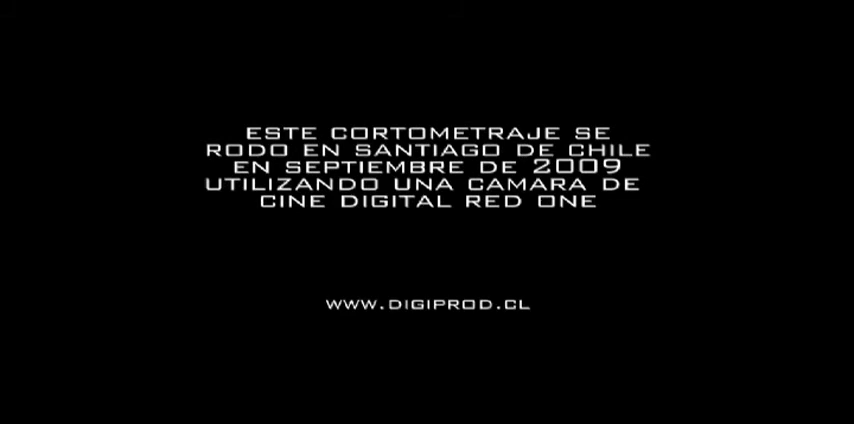 ESTE CORTOMETRAJE SE
RODO EN SANTIAGO DE CHILE
EN SEPTIEMBRE DE 2009
UTILIZANDO UNA CAMARA DE
CINE DIGITAL RED ONE
WWW.DIGIPROD.CL